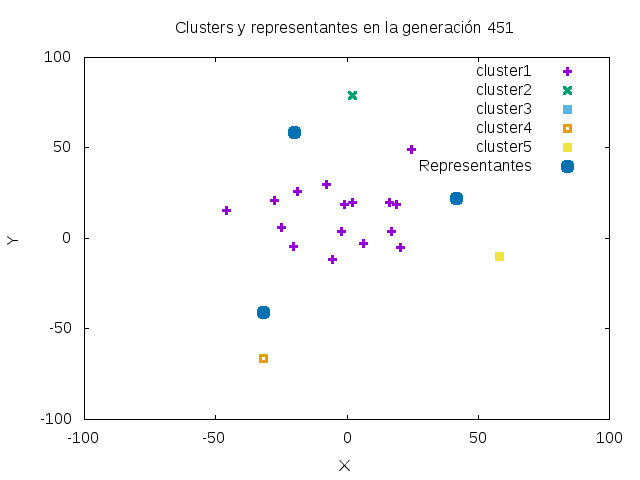 Clusters y representantes en la generación 451
100
50
0
-50
-100
-100
-50
0
50
100
Y
X
cluster1
cluster2
cluster3
cluster4
cluster5
Representantes